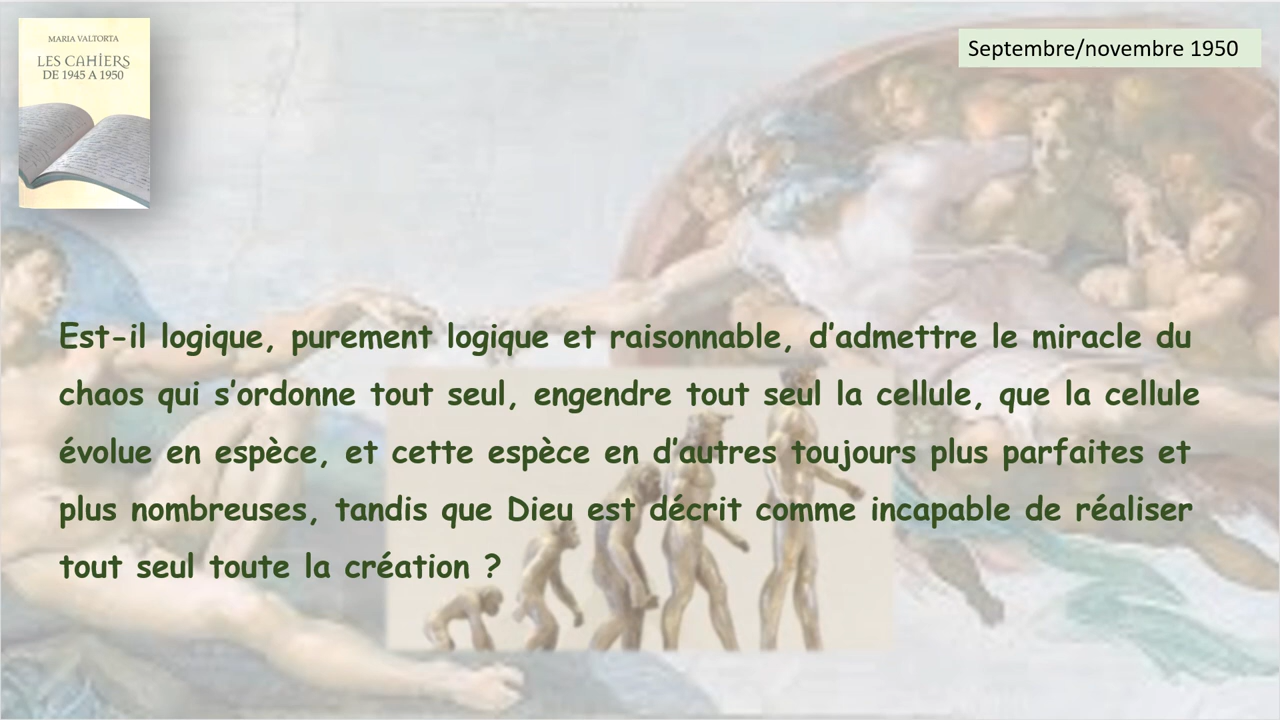 MARIA VALTORTA
LES CAHIERS
DE 1945 A 1950
Septembre/novembre 1950
Est-il logique, purement logique et raisonnable, d’admettre le miracle du
chaos qui s’ordonne tout seul, engendre tout seul la cellule, que la cellule
évolue en espèce, et cette espèce en d’autres toujours plus parfaites et
plus nombreuses, tandis que Dieu est décrit comme incapable de réaliser
tout seul toute la création ?